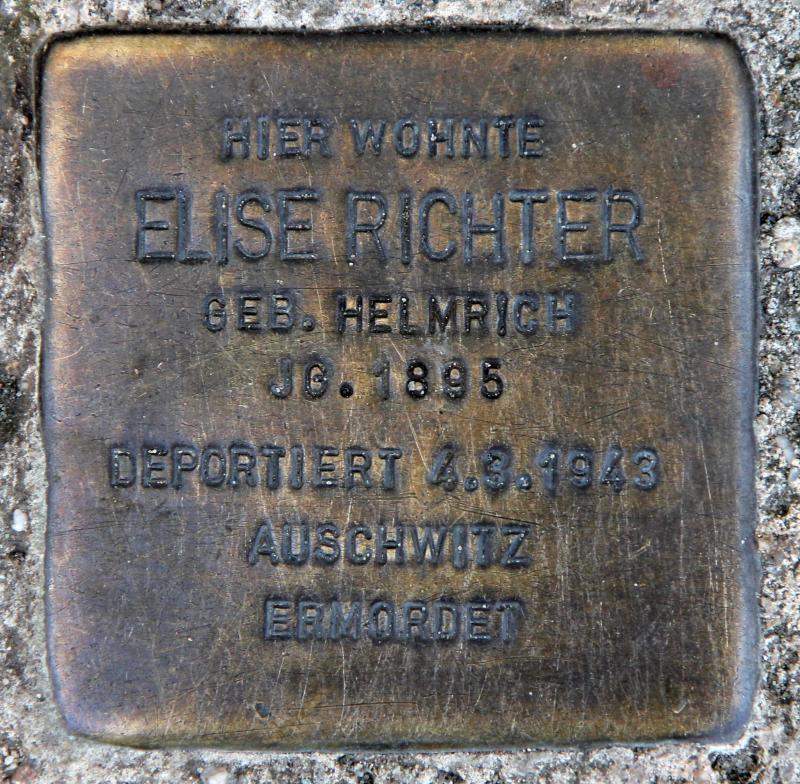 HIER WOHNTE
ELISE RICHTER
GEB. HELMRICH
JG. 1895
DEPORTIERT 4.3.1943
AUSCHWITZ
ERMORDET